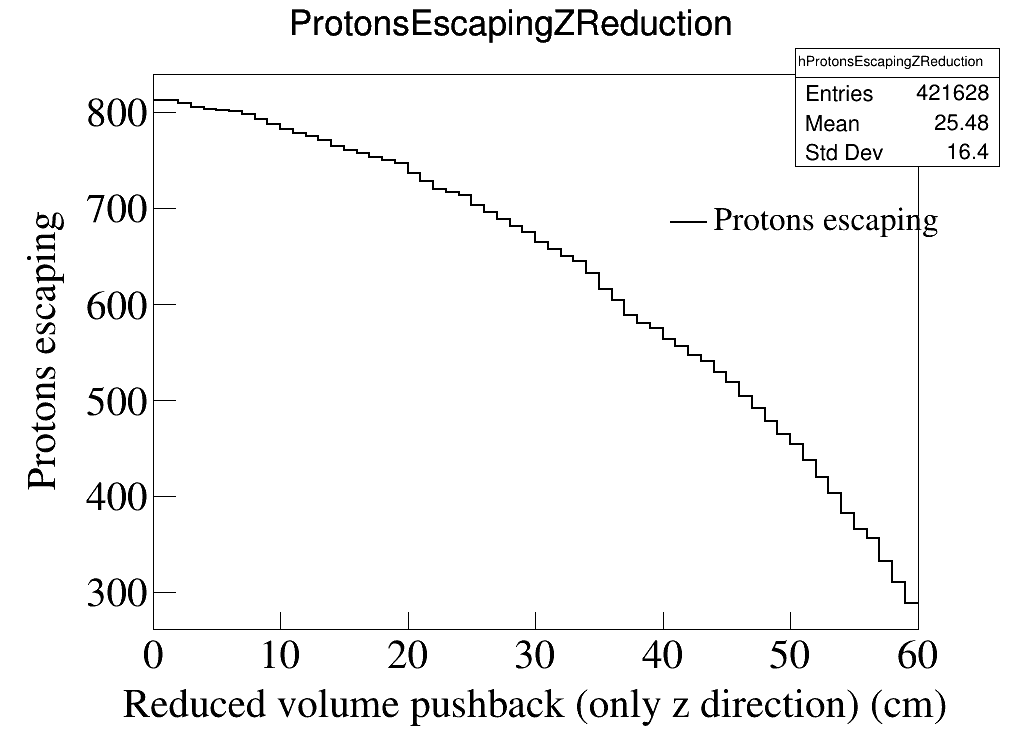 ProtonsEscapingZReduction
hProtonsEscapingZReduction
Entries 421628
Mean 25.48
Std Dev 16.4
Protons escaping
Protons escaping
800
700
600
500
400
300
0 10 20 30 40 50 60
Reduced volume pushback (only z direction) (cm)